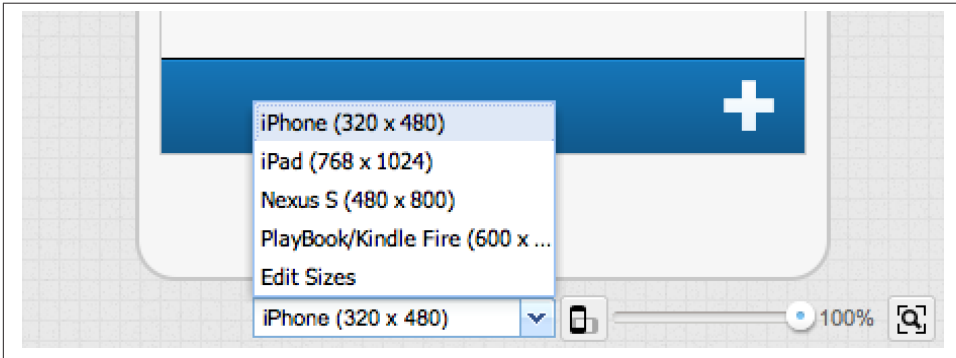 iPhone (320 x 480)
iPad (768 x 1024)
Nexus S (480 x 800)
PlayBook/Kindle Fire (600 x ...
Edit Sizes
iPhone (320 x 480)
100%